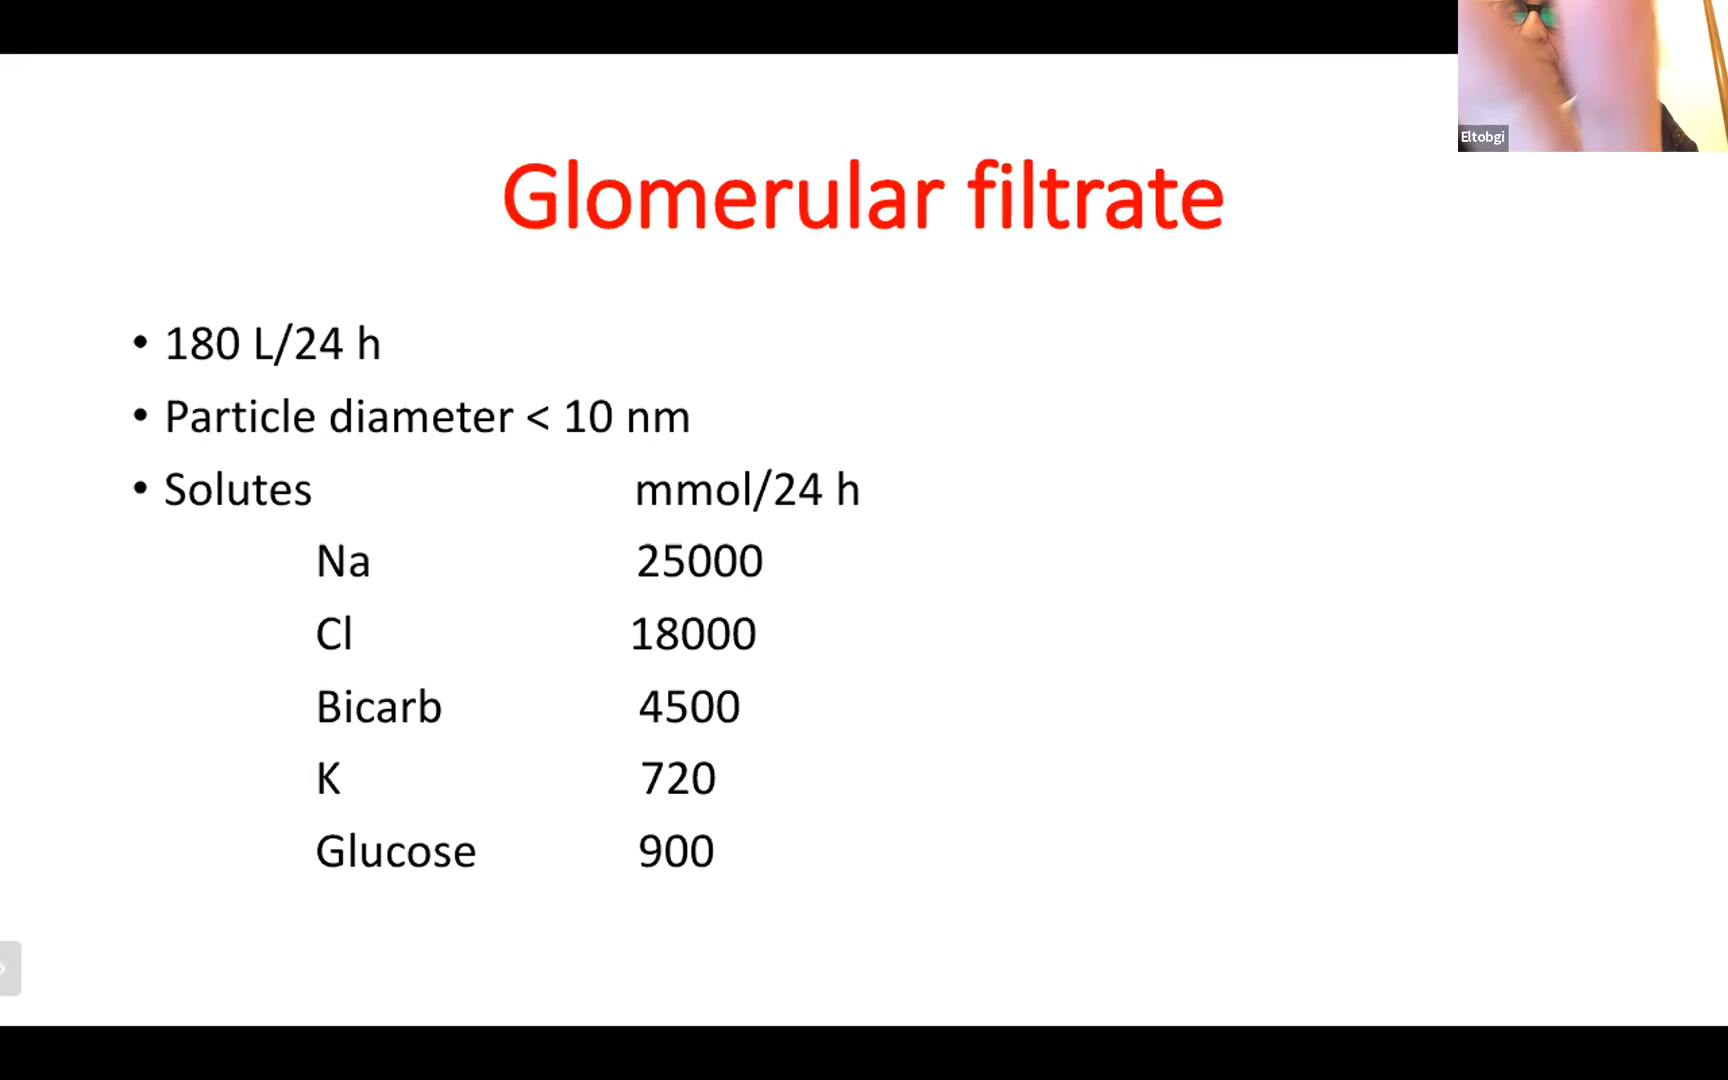 Eltobgi
Glomerular filtrate
• 180 L/24 h
• Particle diameter < 10 nm
• Solutes mmol/24 h
Na 25000
Cl 18000
Bicarb 4500
K 720
Glucose 900